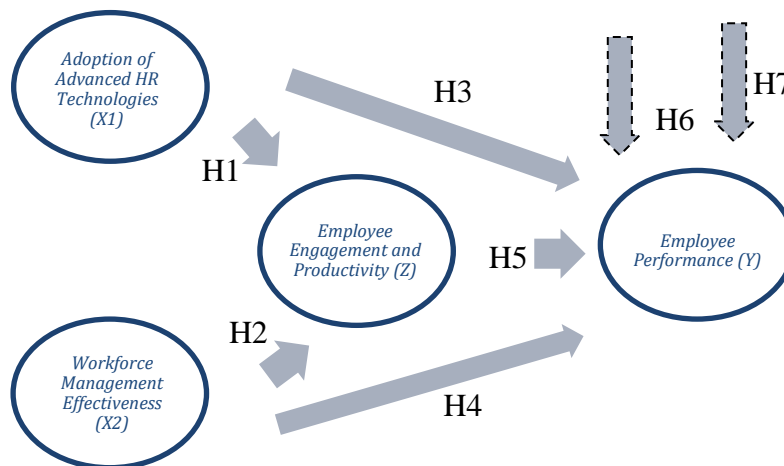 Adoption of
Advanced HR
Technologies
(X1)
H3
H7
H6
H1
Employee
Engagement and
Productivity (Z)
H5
Employee
Performance (Y)
H2
Workforce
Management
Effectiveness
(X2)
H4